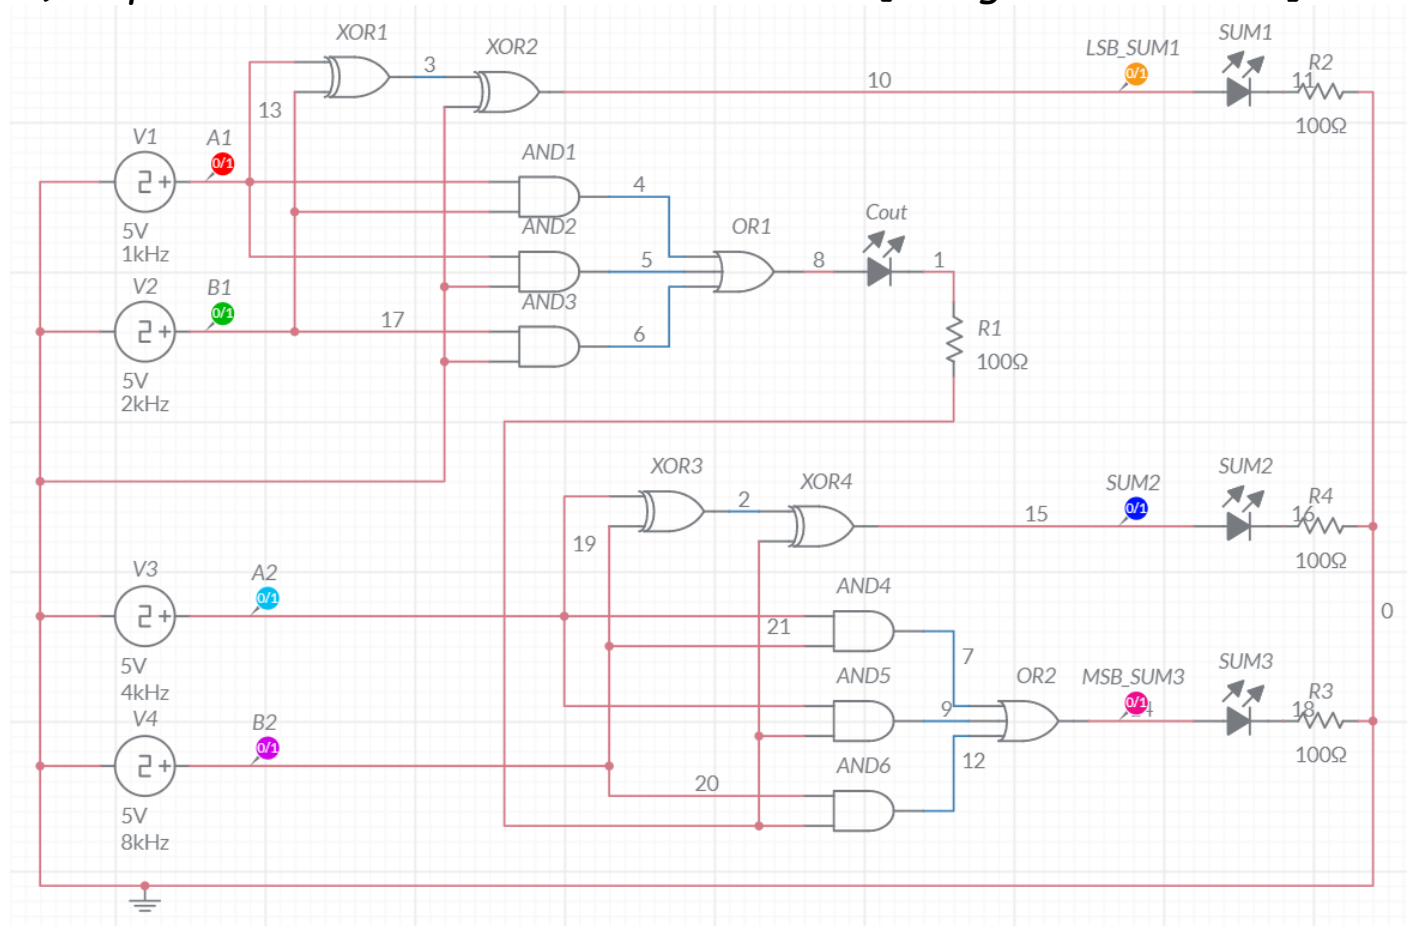 XOR1
XOR2
3
13
10
LSB_SUM1
0/1
SUM1
11
R2
100Ω
V1
A1
0/1
5V
1kHz
AND1
4
AND2
5
AND3
6
OR1
8
Cout
1
R1
100Ω
V2
B1
0/1
17
5V
2kHz
XOR3
2
XOR4
19
15
SUM2
0/1
SUM2
16
R4
100Ω
V3
A2
0/1
5V
4kHz
AND4
21
7
0
AND5
9
OR2
MSB_SUM3
0/1
SUM3
18
R3
100Ω
V4
B2
0/1
5V
8kHz
AND6
20
12